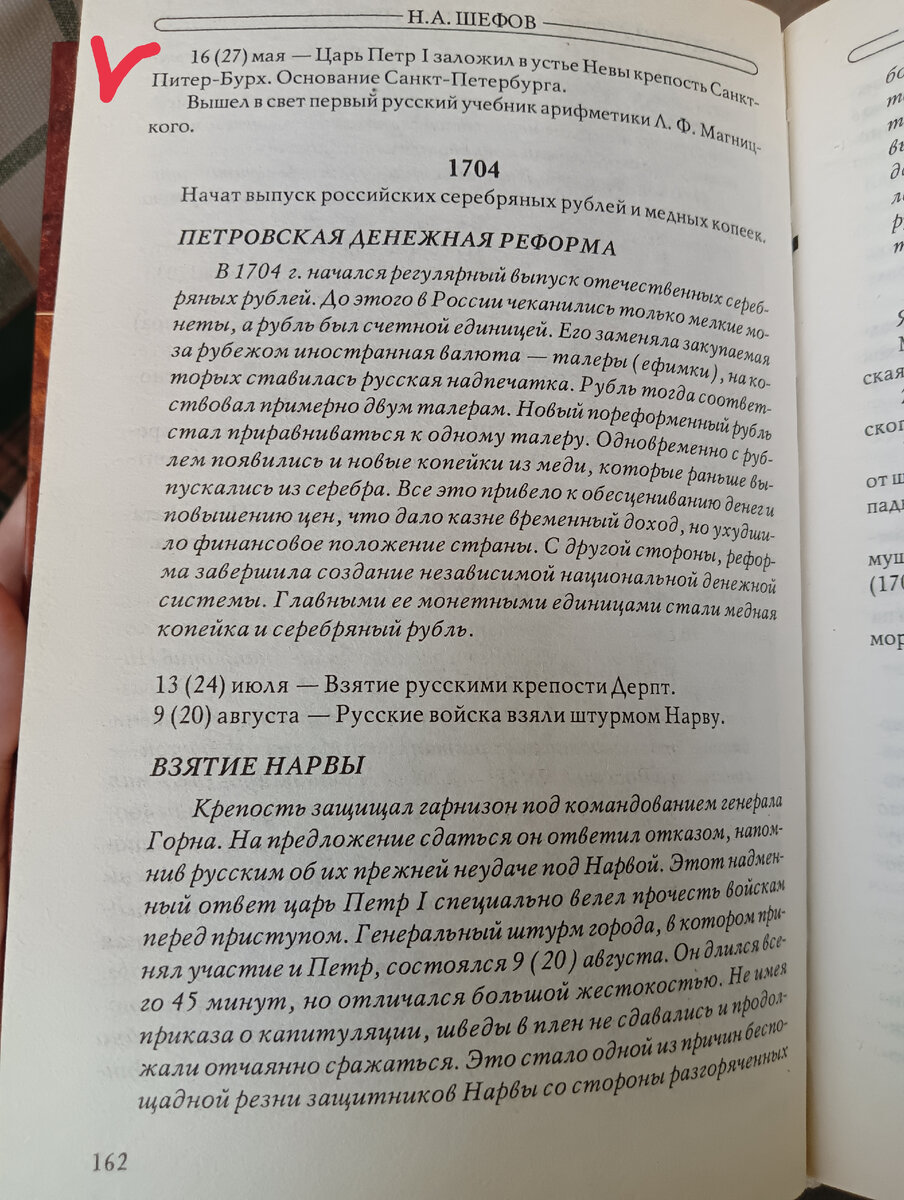 Н.А. ШЕФОВ
16 (27) мая — Царь Петр I заложил в устье Невы крепость Санкт-
Питер-Бурх. Основание Санкт-Петербурга.
Вышел в свет первый русский учебник арифметики Л. Ф. Магниц-
кого.
1704
Начат выпуск российских серебряных рублей и медных копеек.
ПЕТРОВСКАЯ ДЕНЕЖНАЯ РЕФОРМА
В 1704 г. начался регулярный выпуск отечественных сереб-
ряных рублей. До этого в России чеканились только мелкие мо-
неты, а рубль был счетной единицей. Его заменяла закупаемая
за рубежом иностранная валюта — талеры (ефимки), на ко-
торых ставилась русская надпечатка. Рубль тогда соответ-
ствовал примерно двум талерам. Новый пореформенный рубль
стал приравниваться к одному талеру. Одновременно с руб-
лем появились и новые копейки из меди, которые раньше вы-
пускались из серебра. Все это привело к обесцениванию денег и
повышению цен, что дало казне временный доход, но ухудши-
ло финансовое положение страны. С другой стороны, рефор-
ма завершила создание независимой национальной денежной
системы. Главными ее монетными единицами стали медная
копейка и серебряный рубль.
13 (24) июля — Взятие русскими крепости Дерпт.
9 (20) августа — Русские войска взяли штурмом Нарву.
ВЗЯТИЕ НАРВЫ
Крепость защищал гарнизон под командованием генерала
Горна. На предложение сдаться он ответил отказом, напом-
нив русским об их прежней неудаче под Нарвой. Этот надмен-
ный ответ царь Петр I специально велел прочесть войскам
перед приступом. Генеральный штурм города, в котором при-
нял участие и Петр, состоялся 9 (20) августа. Он длился все-
го 45 минут, но отличался большой жестокостью. Не имея
приказа о капитуляции, шведы в плен не сдавались и продол-
жали отчаянно сражаться. Это стало одной из причин беспо-
щадной резни защитников Нарвы со стороны разгоряченных
162